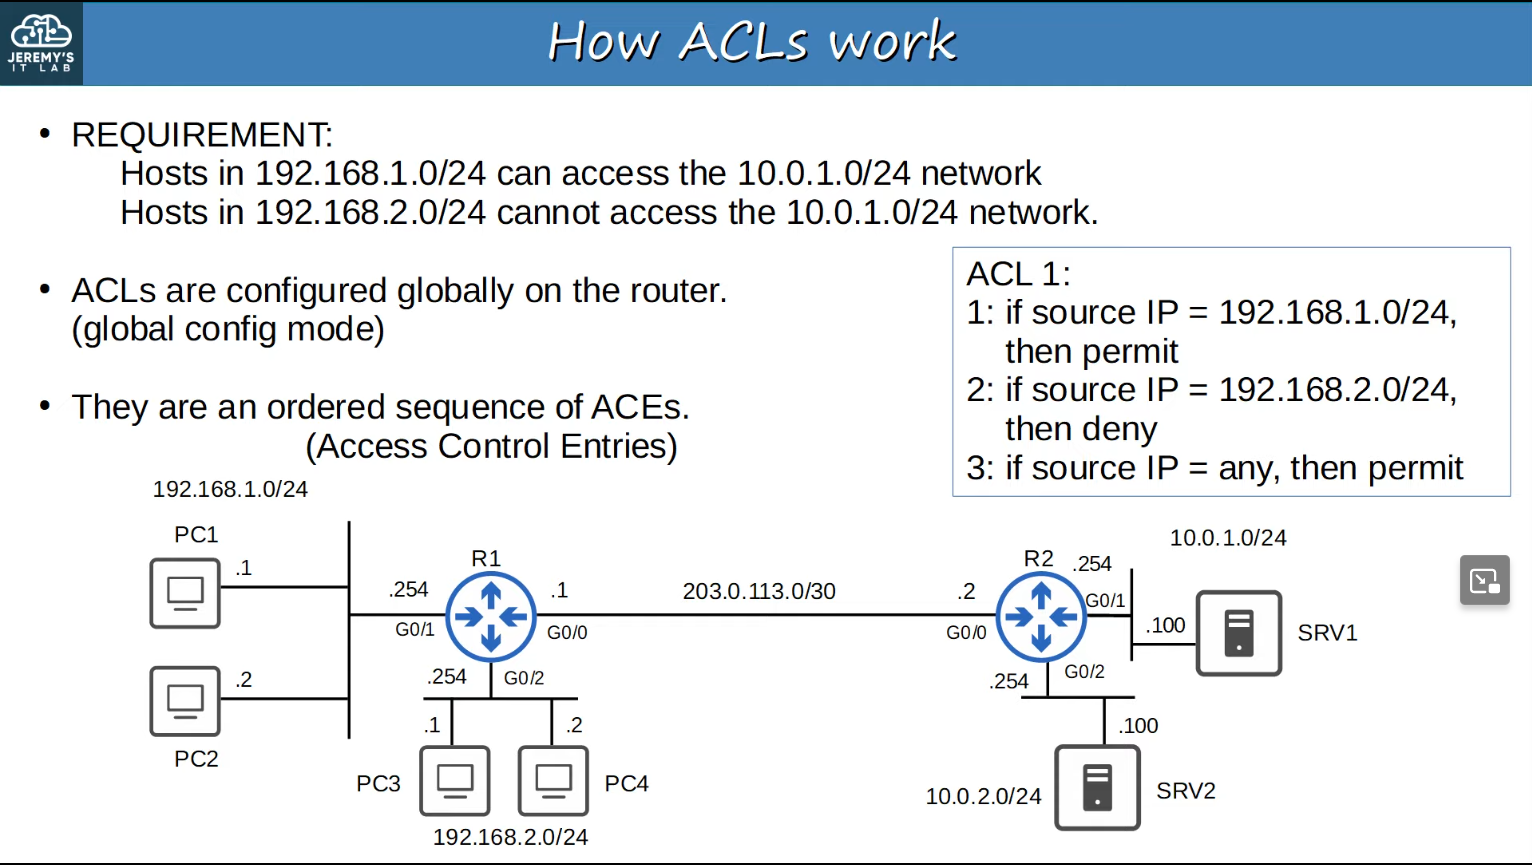 JEREMY'S
IT LAB
How ACLs work
• REQUIREMENT:
Hosts in 192.168.1.0/24 can access the 10.0.1.0/24 network
Hosts in 192.168.2.0/24 cannot access the 10.0.1.0/24 network.
• ACLs are configured globally on the router.
(global config mode)
• They are an ordered sequence of ACEs.
(Access Control Entries)
ACL 1:
1: if source IP = 192.168.1.0/24,
then permit
2: if source IP = 192.168.2.0/24,
then deny
3: if source IP = any, then permit
192.168.1.0/24
PC1
.1
.2
PC2
.254
G0/1
R1
.1
G0/0
.254
G0/2
.1
.2
PC3
PC4
192.168.2.0/24
203.0.113.0/30
.2
G0/0
R2
.254
G0/1
10.0.1.0/24
.100
SRV1
.254
G0/2
.100
10.0.2.0/24
SRV2